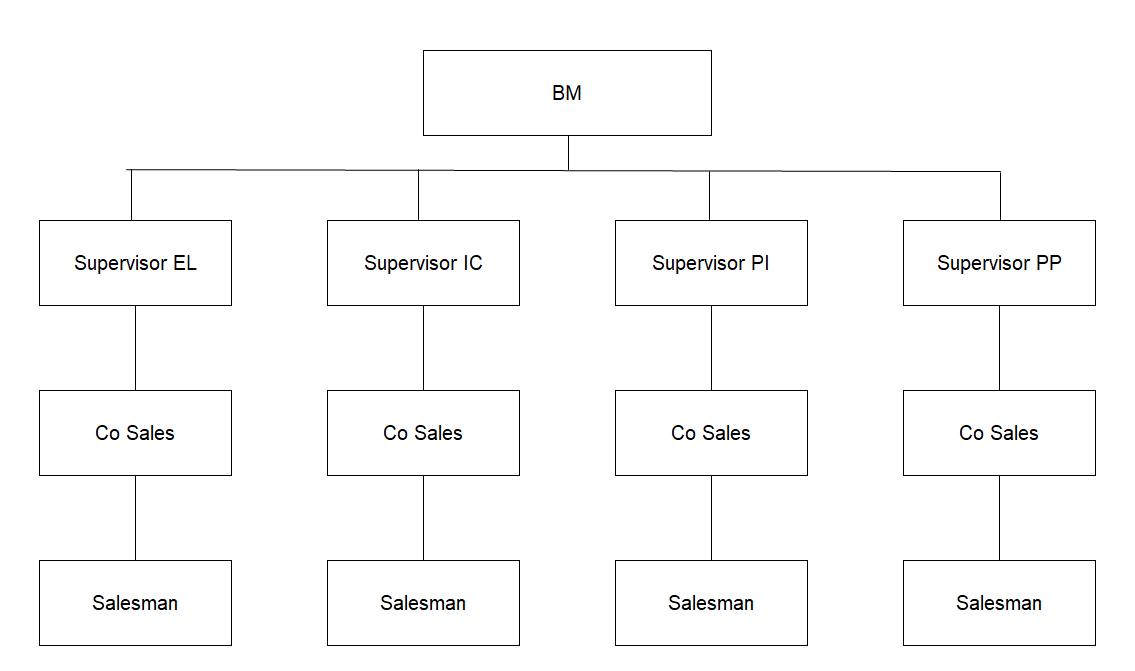 BM
Supervisor EL
Supervisor IC
Supervisor PI
Supervisor PP
Co Sales
Co Sales
Co Sales
Co Sales
Salesman
Salesman
Salesman
Salesman